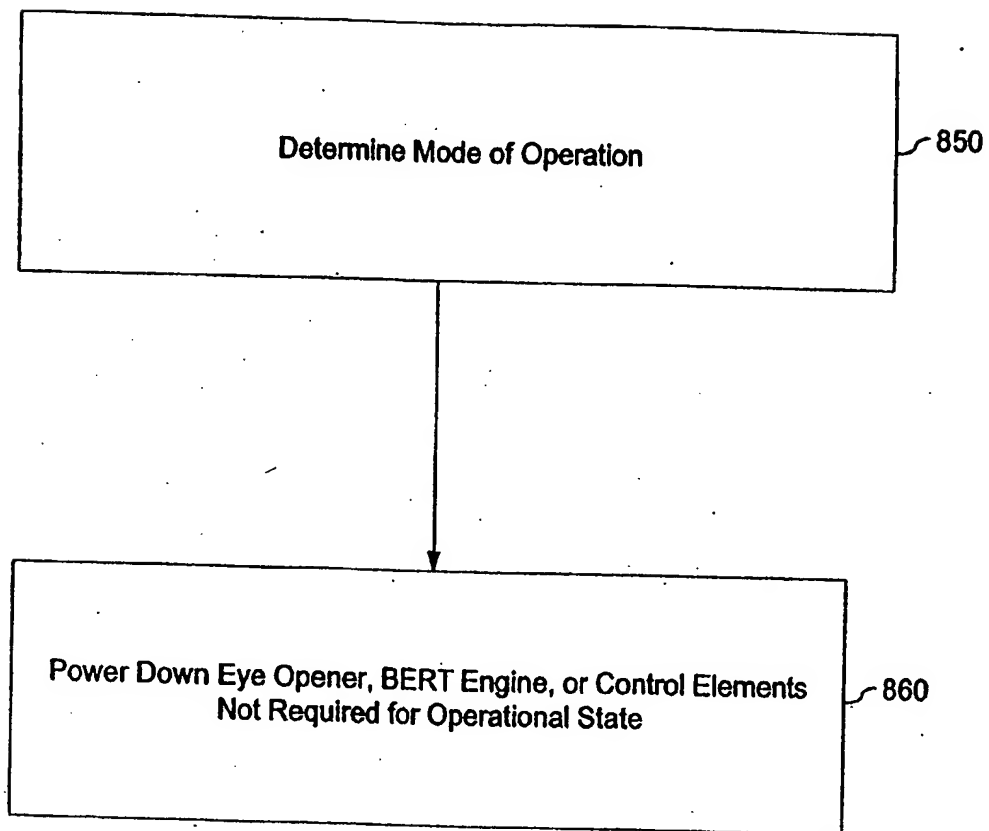 Determine Mode of Operation
850
Power Down Eye Opener, BERT Engine, or Control Elements
Not Required for Operational State
860